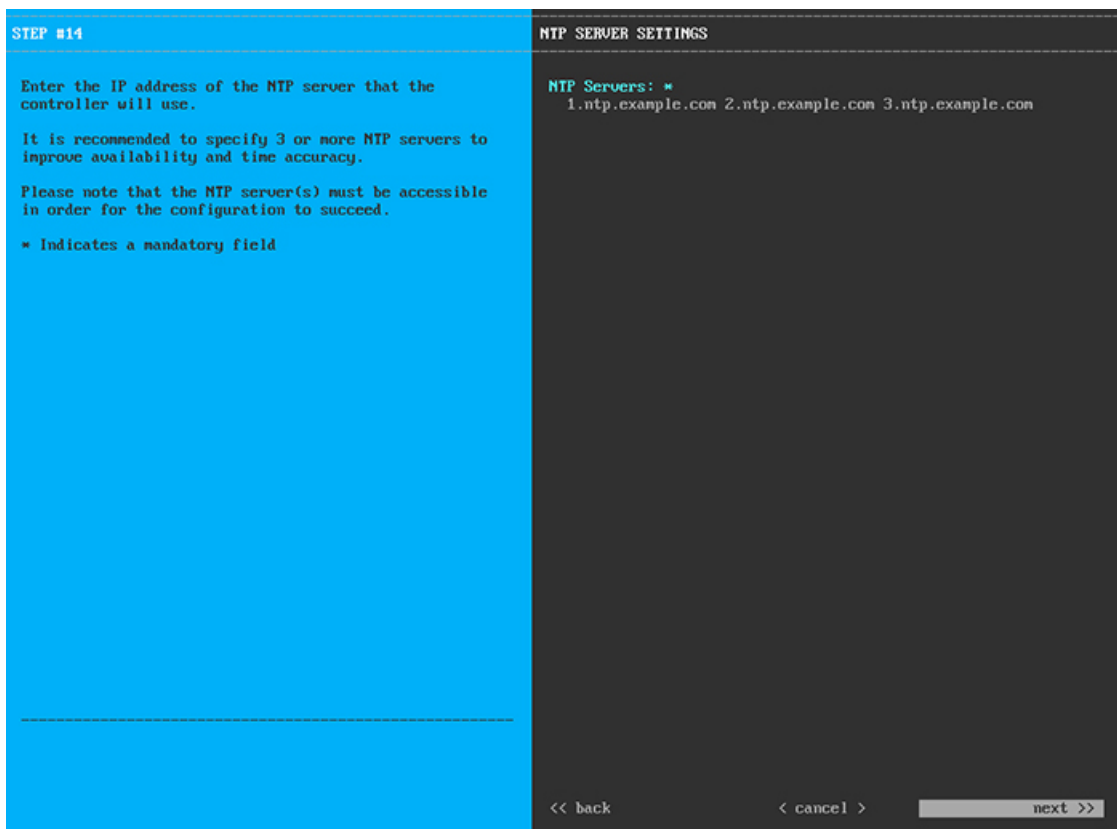 STEP #14
Enter the IP address of the NTP server that the
controller will use.
It is recommended to specify 3 or more NTP servers to
improve availability and time accuracy.
Please note that the NTP server(s) must be accessible
in order for the configuration to succeed.
* Indicates a mandatory field
NTP SERVER SETTINGS
NTP Servers: *
1.ntp.example.com 2.ntp.example.com 3.ntp.example.com
<< back < cancel > next >>